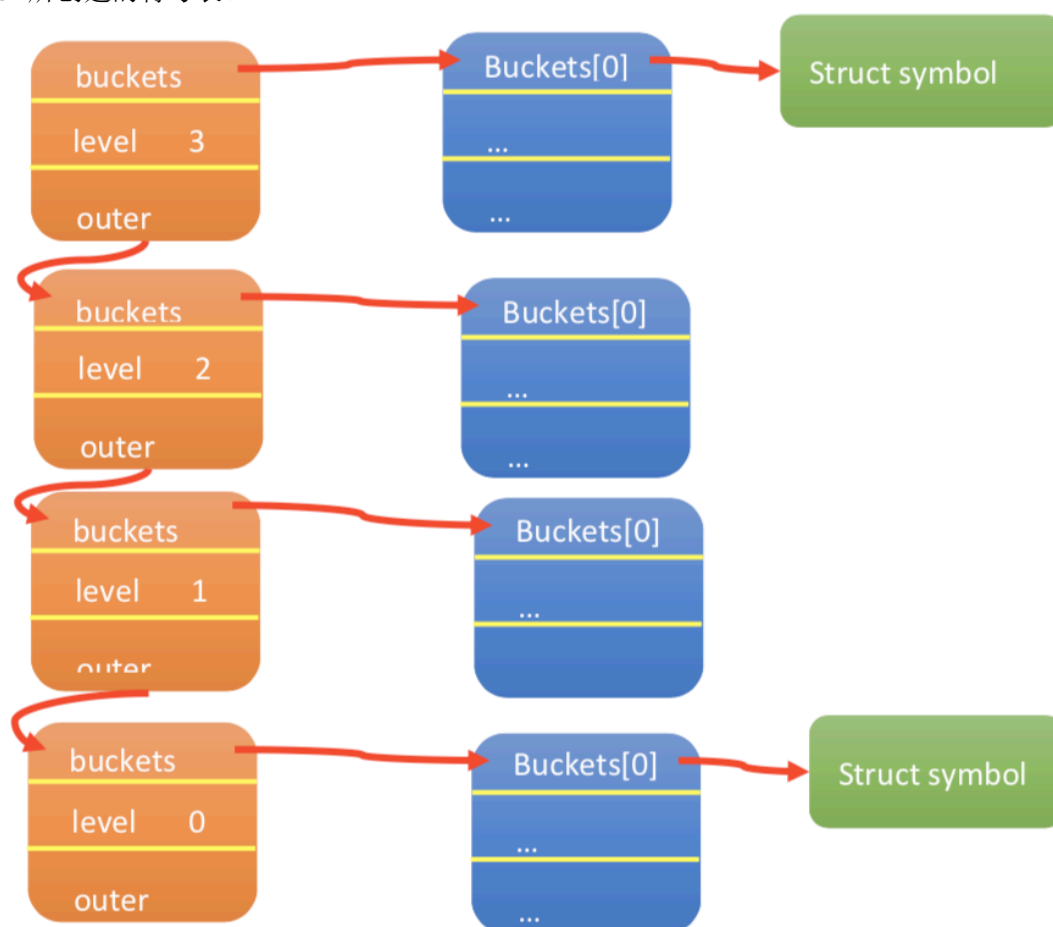 buckets
Buckets[0]
Struct symbol
level 3
...
outer
...
buckets
Buckets[0]
level 2
...
outer
...
buckets
Buckets[0]
level 1
...
outer
buckets
Buckets[0]
Struct symbol
level 0
...
outer
...